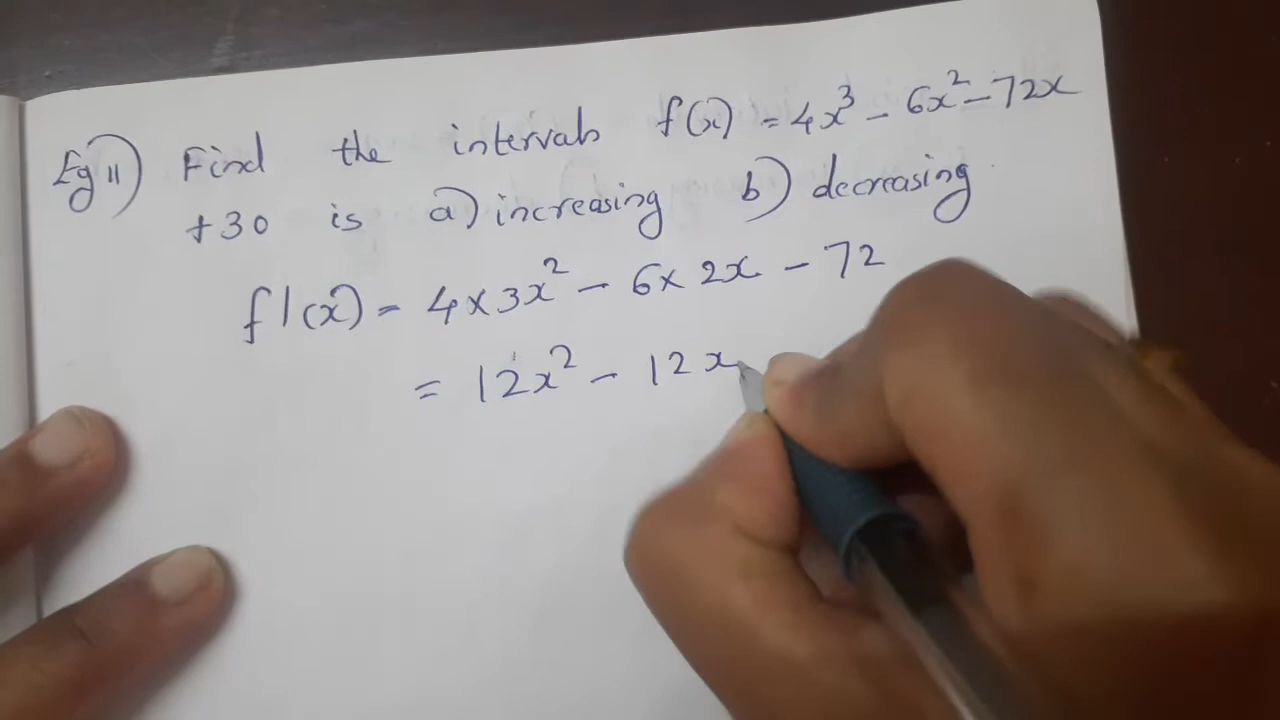 Eg 11) Find the intervals f(x) = 4x³ - 6x² - 72x
+30 is a) increasing b) decreasing
f'(x) = 4 × 3x² - 6 × 2x - 72
= 12x² - 12x